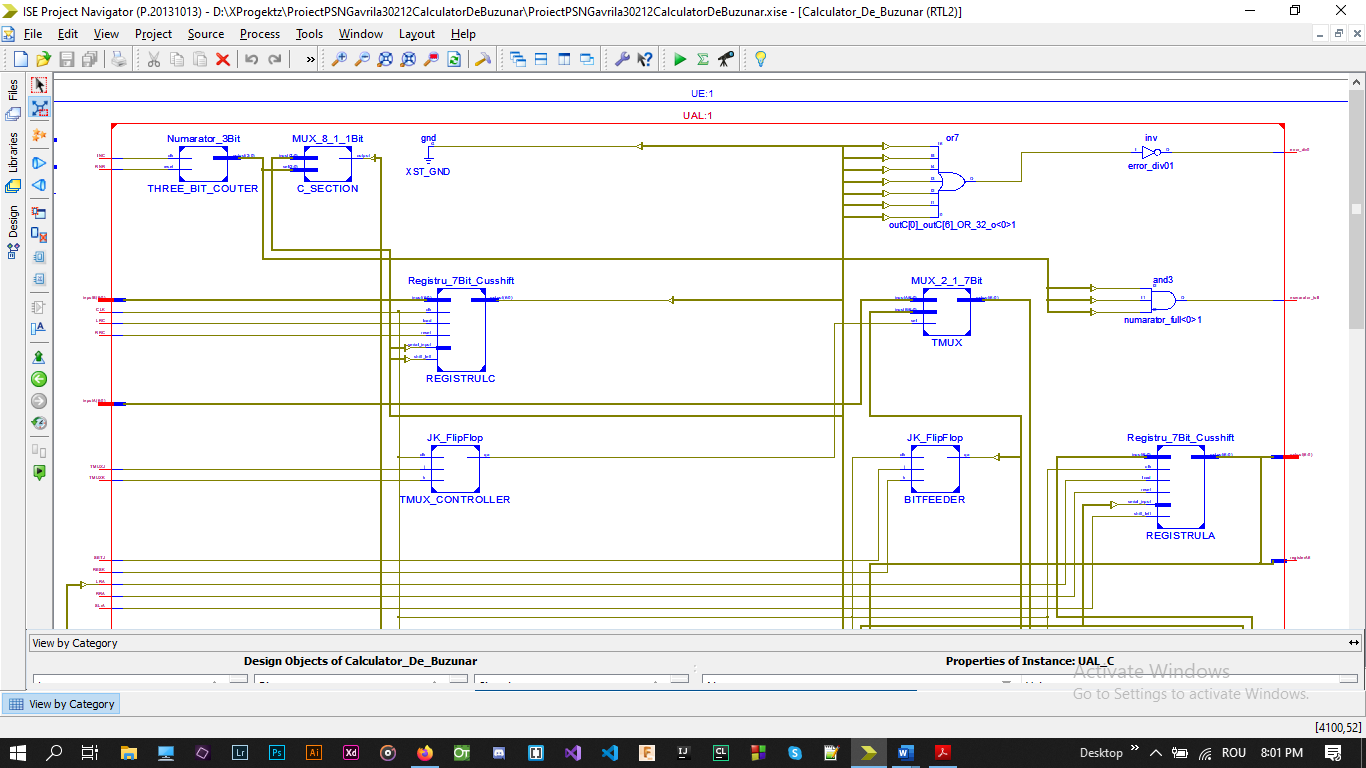 ISE Project Navigator (P.20131013) - D:\XProgektz\ProiectPSNGavrila30212CalculatorDeBuzunar\ProiectPSNGavrila30212CalculatorDeBuzunar.xise - [Calculator_De_Buzunar (RTL2)]
File Edit View Project Source Process Tools Window Layout Help
Files
Libraries
Design
UE:1
UAL:1
Numarator_3Bit MUX_8_1_1Bit gnd or7 inv
XST_GND error_div01
THREE_BIT_COUTER C_SECTION
outC[0]_outC[6]_OR_32_o<0>1
Registru_7Bit_Cusshift MUX_2_1_7Bit and3
CLK
numarator_full<0>1
TMUX
REGISTRULC
JK_FlipFlop JK_FlipFlop Registru_7Bit_Cusshift
TMUX_CONTROLLER BITFEEDER
REGISTRULA
View by Category
Design Objects of Calculator_De_Buzunar Properties of Instance: UAL_C
Activate Windows
Go to Settings to activate Windows.
View by Category
[4100,52]
Desktop ROU 8:01 PM